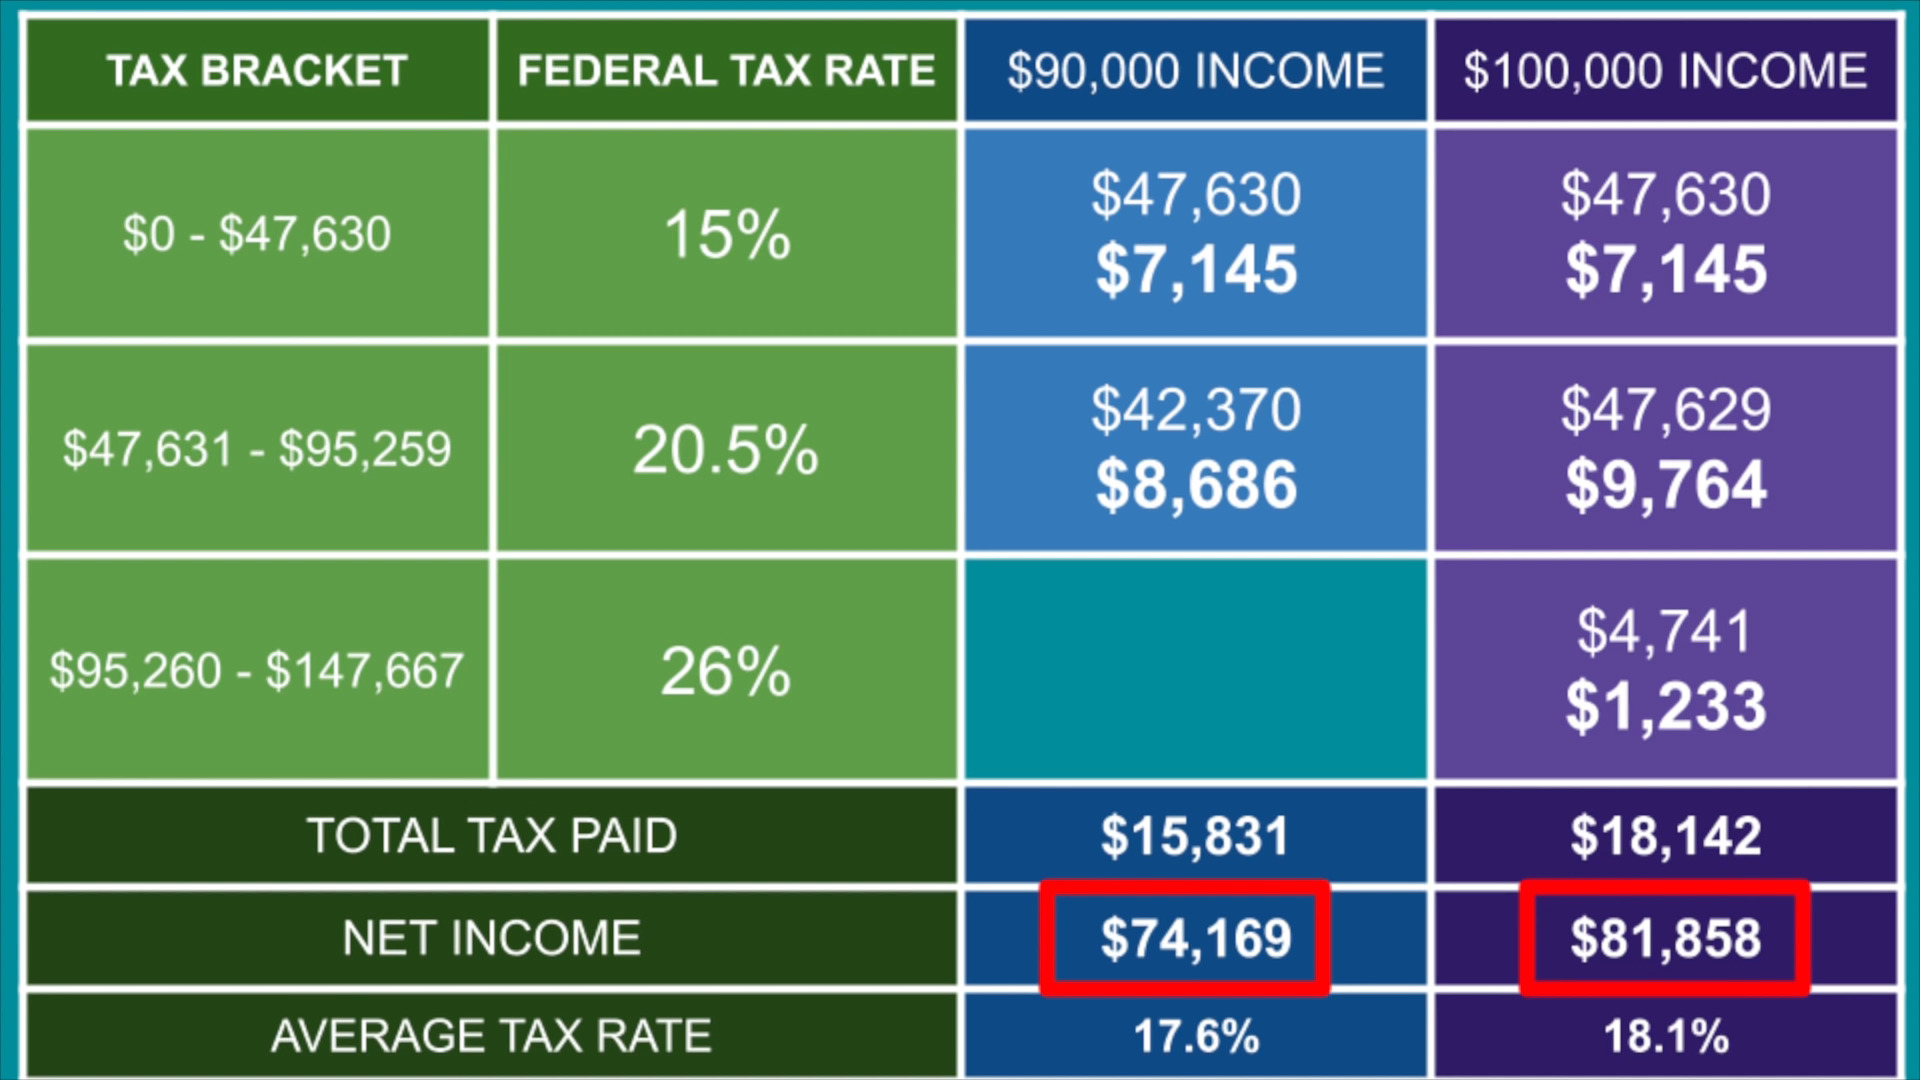 TAX BRACKET
FEDERAL TAX RATE
$90,000 INCOME
$100,000 INCOME
$0 - $47,630
15%
$47,630
$7,145
$47,630
$7,145
$47,631 - $95,259
20.5%
$42,370
$8,686
$47,629
$9,764
$95,260 - $147,667
26%
$4,741
$1,233
TOTAL TAX PAID
$15,831
$18,142
NET INCOME
$74,169
$81,858
AVERAGE TAX RATE
17.6%
18.1%